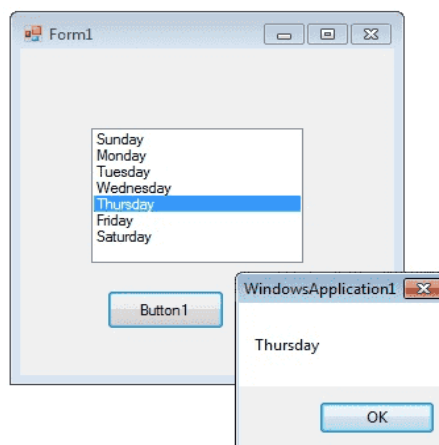 Form1
Sunday
Monday
Tuesday
Wednesday
Thursday
Friday
Saturday
Button1
WindowsApplication1
Thursday
OK